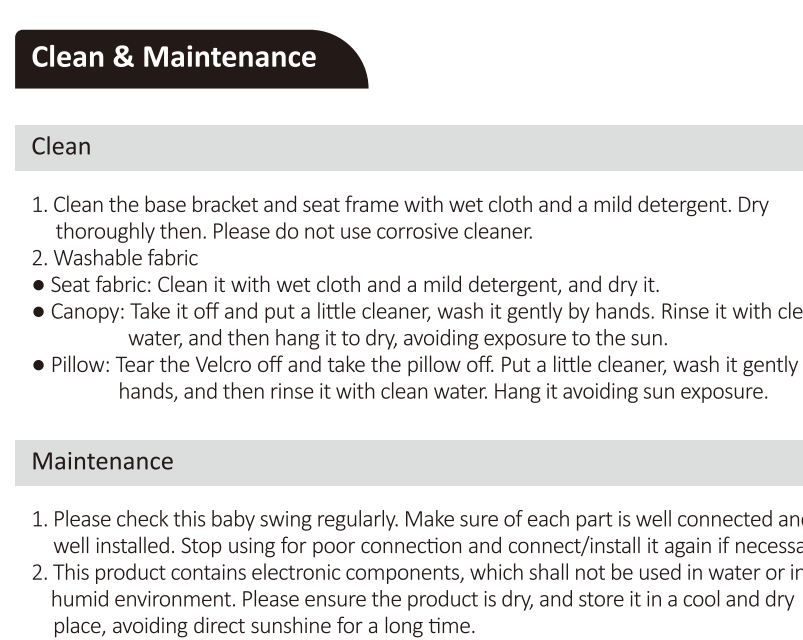 Clean & Maintenance
Clean
1. Clean the base bracket and seat frame with wet cloth and a mild detergent. Dry
thoroughly then. Please do not use corrosive cleaner.
2. Washable fabric
● Seat fabric: Clean it with wet cloth and a mild detergent, and dry it.
● Canopy: Take it off and put a little cleaner, wash it gently by hands. Rinse it with cle
water, and then hang it to dry, avoiding exposure to the sun.
● Pillow: Tear the Velcro off and take the pillow off. Put a little cleaner, wash it gently
hands, and then rinse it with clean water. Hang it avoiding sun exposure.
Maintenance
1. Please check this baby swing regularly. Make sure of each part is well connected an
well installed. Stop using for poor connection and connect/install it again if necessa
2. This product contains electronic components, which shall not be used in water or in
humid environment. Please ensure the product is dry, and store it in a cool and dry
place, avoiding direct sunshine for a long time.